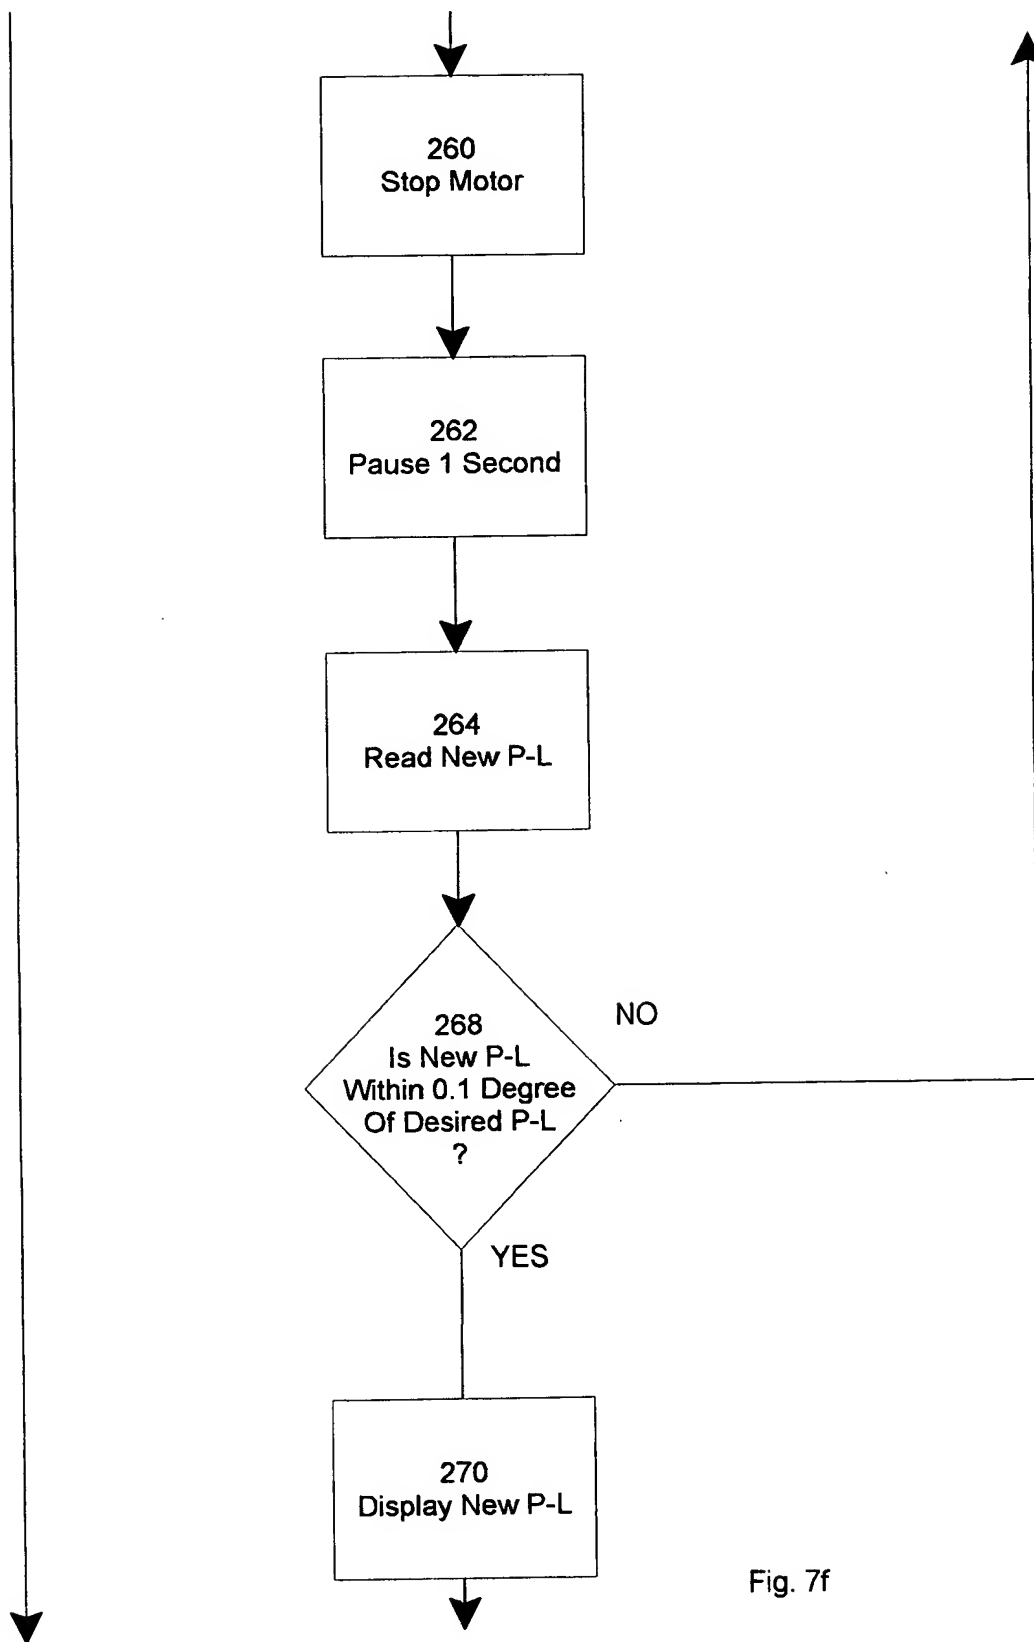 260
Stop Motor
262
Pause 1 Second
264
Read New P-L
268
Is New P-L
Within 0.1 Degree
Of Desired P-L
?
NO
YES
270
Display New P-L
Fig. 7f